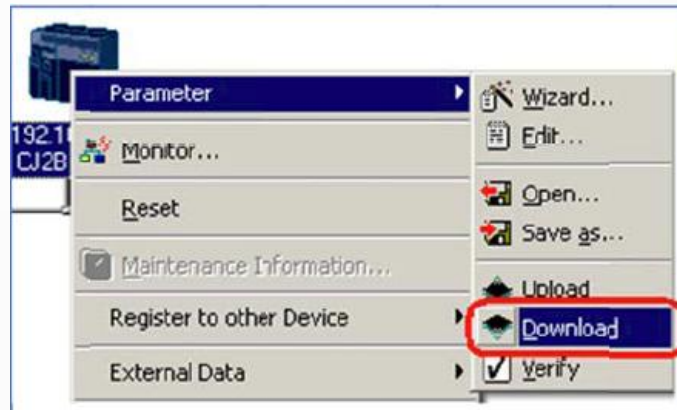 192.1
CJ2B
Parameter
Monitor...
Reset
Maintenance Information...
Register to other Device
External Data
Wizard...
Edit...
Open...
Save as...
Upload
Download
Verify